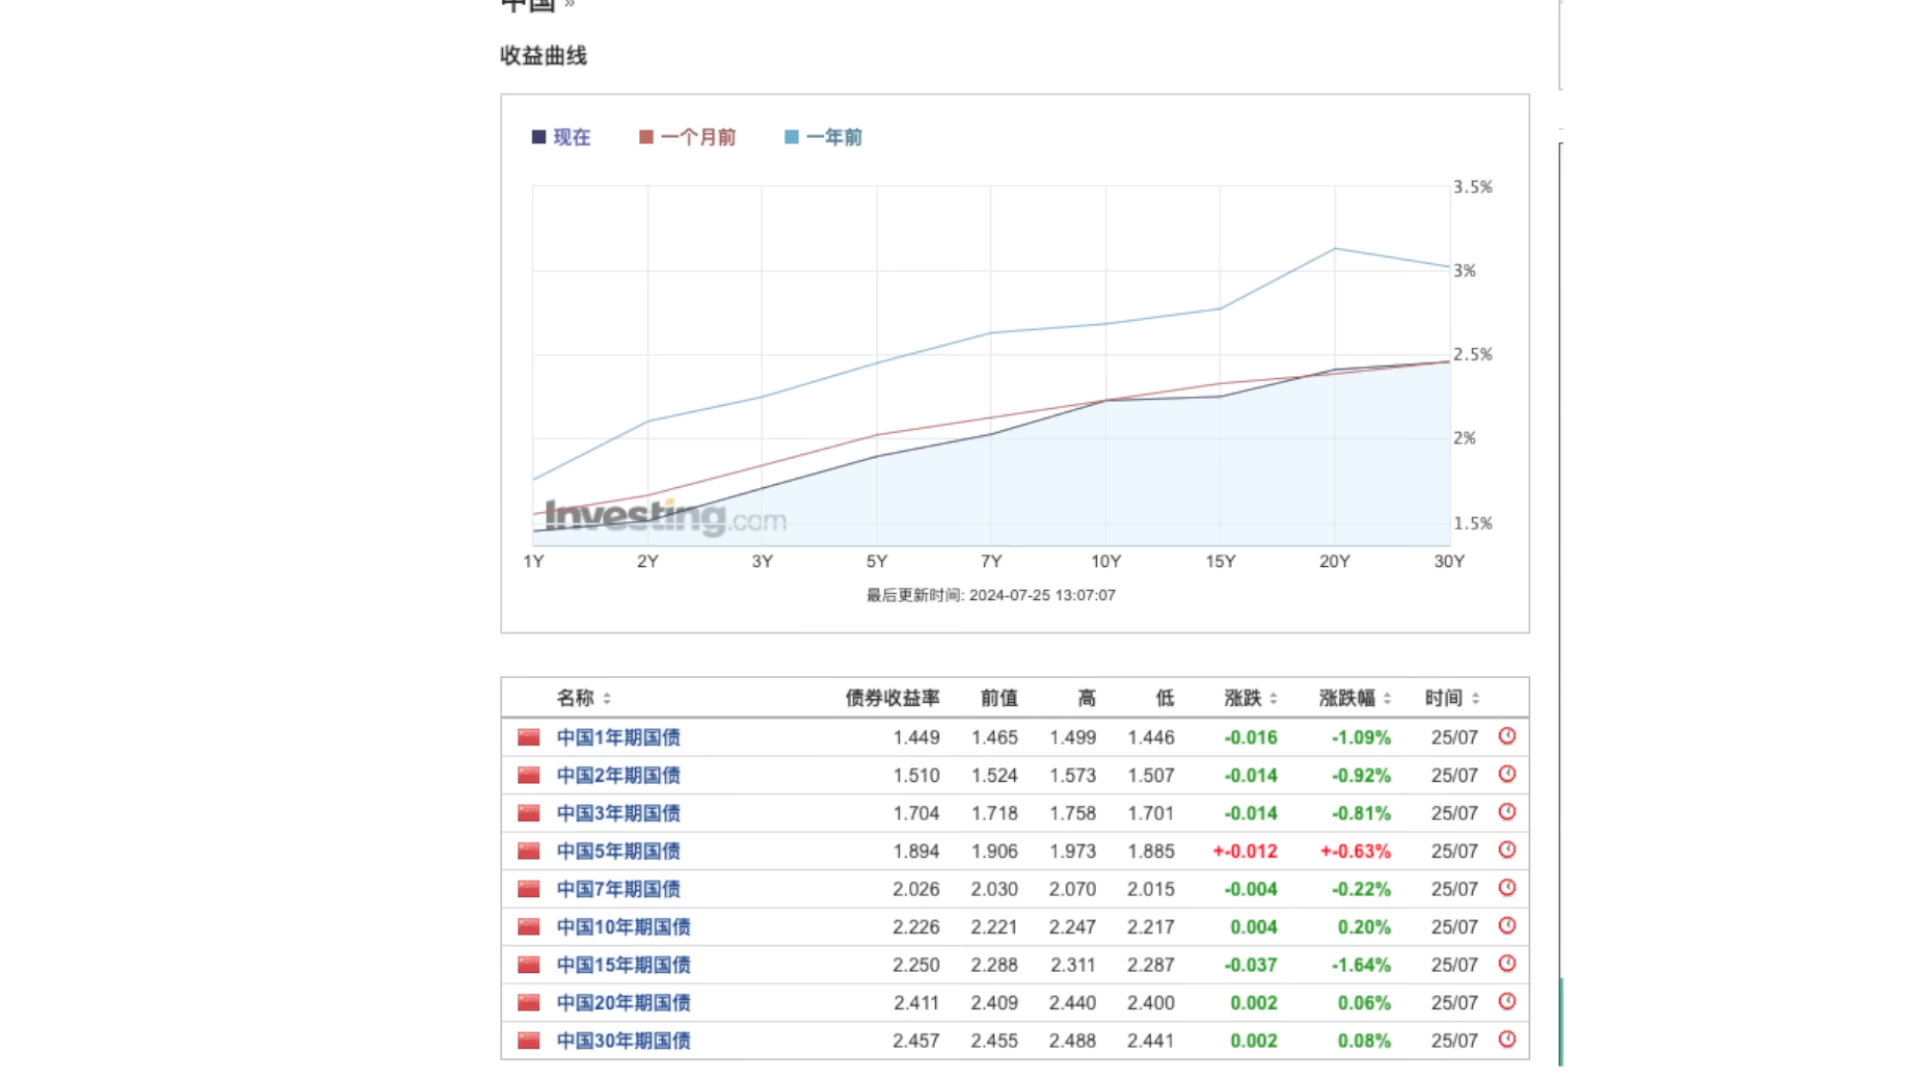 中国 »
收益曲线
现在 一个月前 一年前
3.5%
3%
2.5%
2%
1.5%
Investing.com
1Y 2Y 3Y 5Y 7Y 10Y 15Y 20Y 30Y
最后更新时间: 2024-07-25 13:07:07
名称 债券收益率 前值 高 低 涨跌 涨跌幅 时间
中国1年期国债 1.449 1.465 1.499 1.446 -0.016 -1.09% 25/07
中国2年期国债 1.510 1.524 1.573 1.507 -0.014 -0.92% 25/07
中国3年期国债 1.704 1.718 1.758 1.701 -0.014 -0.81% 25/07
中国5年期国债 1.894 1.906 1.973 1.885 +-0.012 +-0.63% 25/07
中国7年期国债 2.026 2.030 2.070 2.015 -0.004 -0.22% 25/07
中国10年期国债 2.226 2.221 2.247 2.217 0.004 0.20% 25/07
中国15年期国债 2.250 2.288 2.311 2.287 -0.037 -1.64% 25/07
中国20年期国债 2.411 2.409 2.440 2.400 0.002 0.06% 25/07
中国30年期国债 2.457 2.455 2.488 2.441 0.002 0.08% 25/07